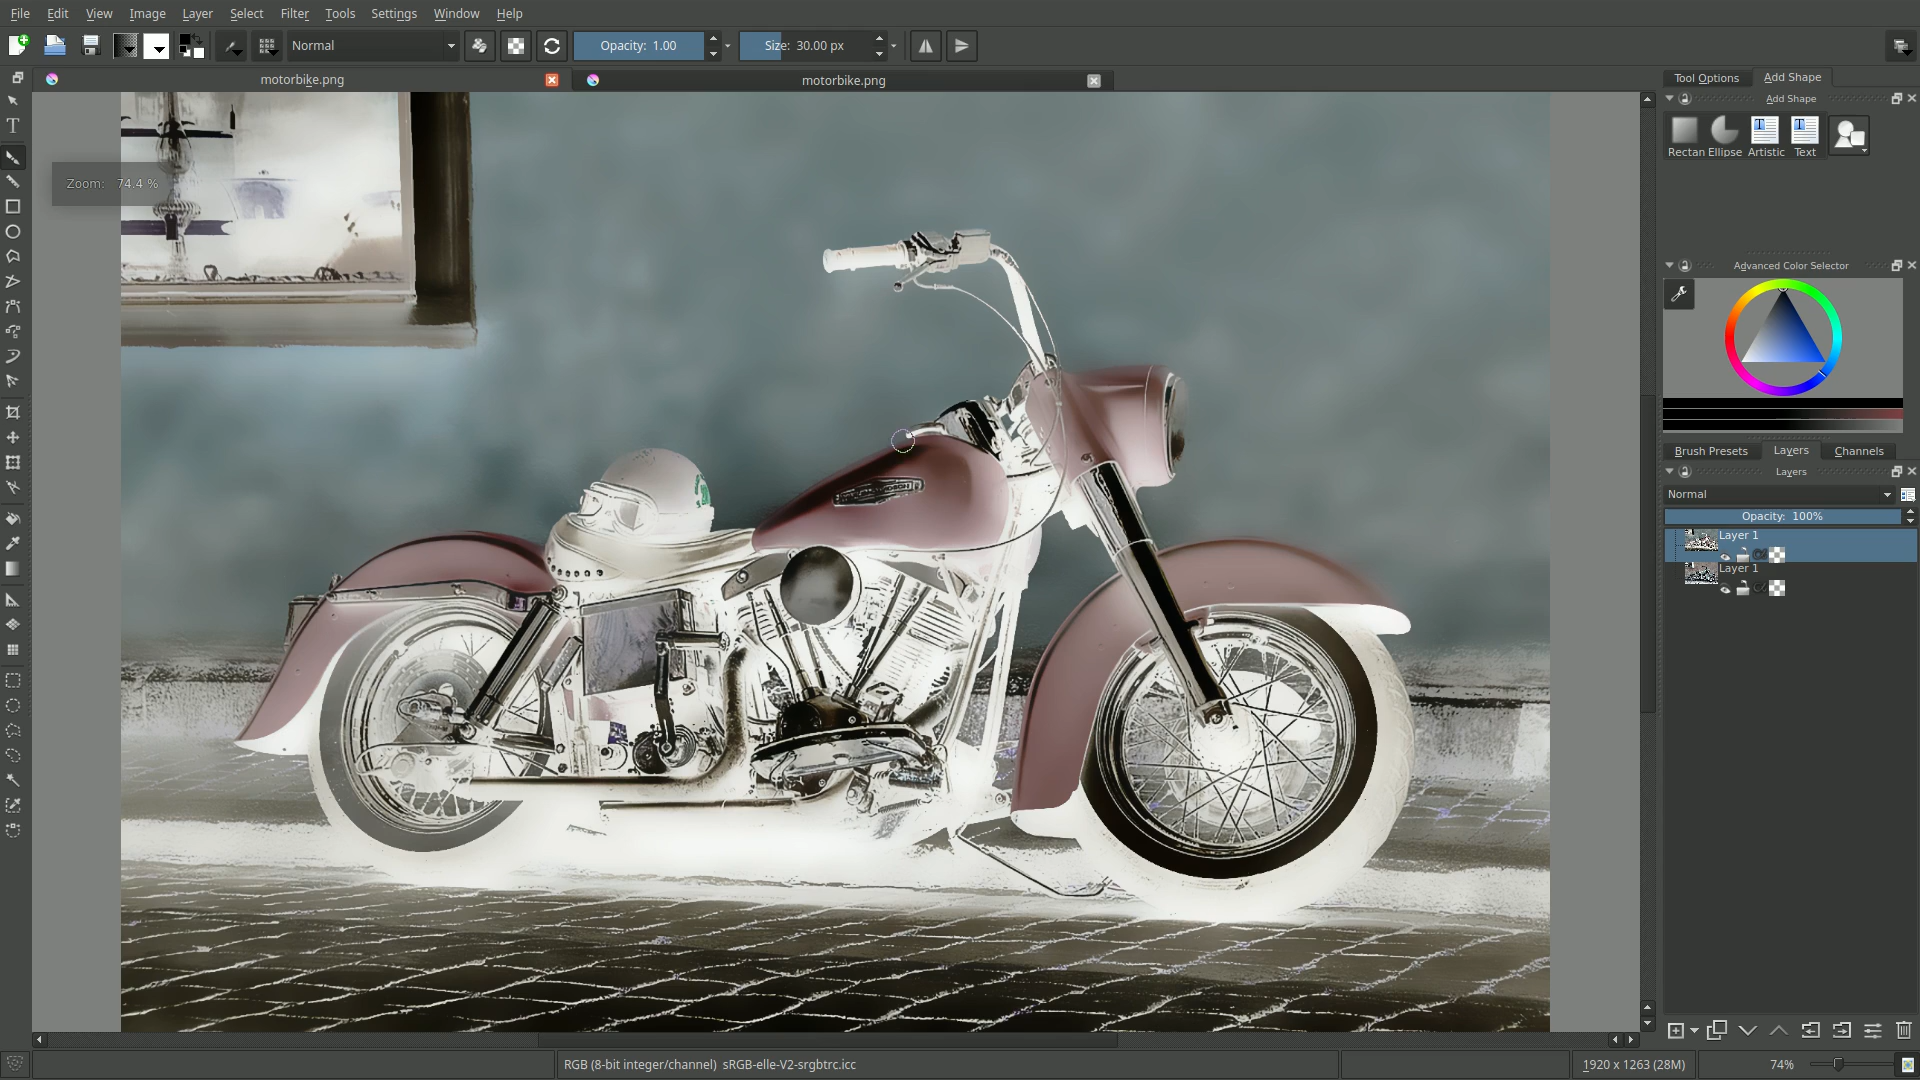 File Edit View Image Layer Select Filter Tools Settings Window Help
Normal Opacity: 1.00 Size: 30.00 px
motorbike.png motorbike.png
Tool Options Add Shape
Add Shape
Rectan Ellipse Artistic Text
Zoom: 74.4 %
Advanced Color Selector
Brush Presets Layers Channels
Layers
Normal
Opacity: 100%
Layer 1
Layer 1
RGB (8-bit integer/channel) sRGB-elle-V2-srgbtrc.icc 1920 x 1263 (28M) 74%